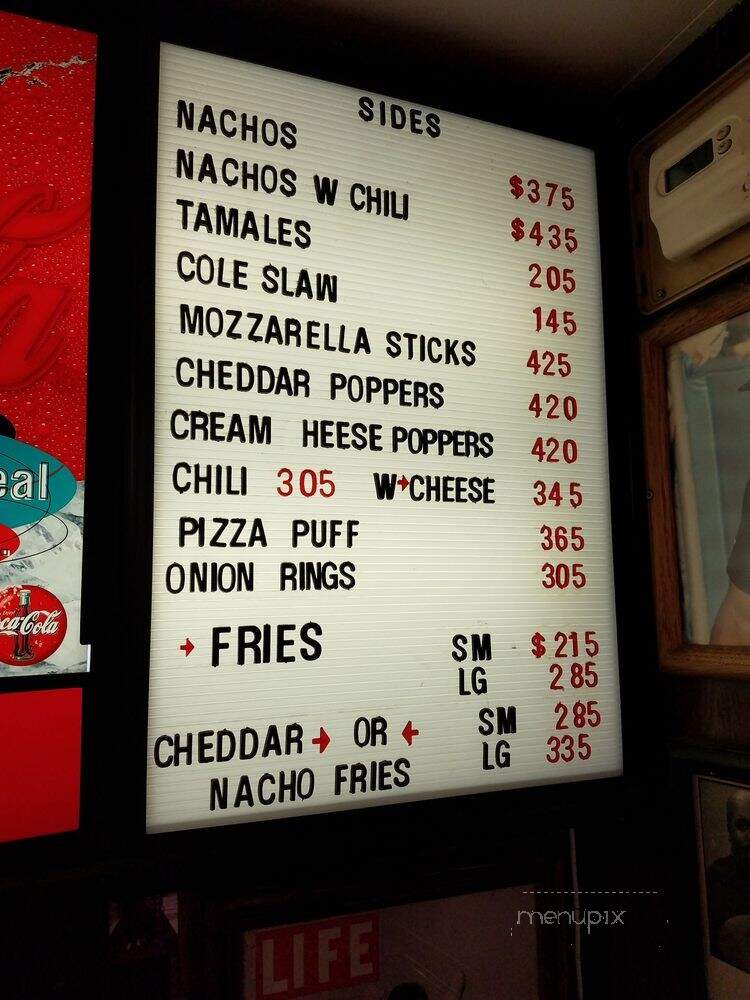 SIDES
NACHOS $375
NACHOS W CHILI $435
TAMALES 205
COLE SLAW 145
MOZZARELLA STICKS 425
CHEDDAR POPPERS 420
CREAM HEESE POPPERS 420
CHILI 305 W→CHEESE 345
PIZZA PUFF 365
ONION RINGS 305
→ FRIES SM $215
LG 285
CHEDDAR → OR ← SM 285
NACHO FRIES LG 335
eal
Coca-Cola
LIFE
menupix